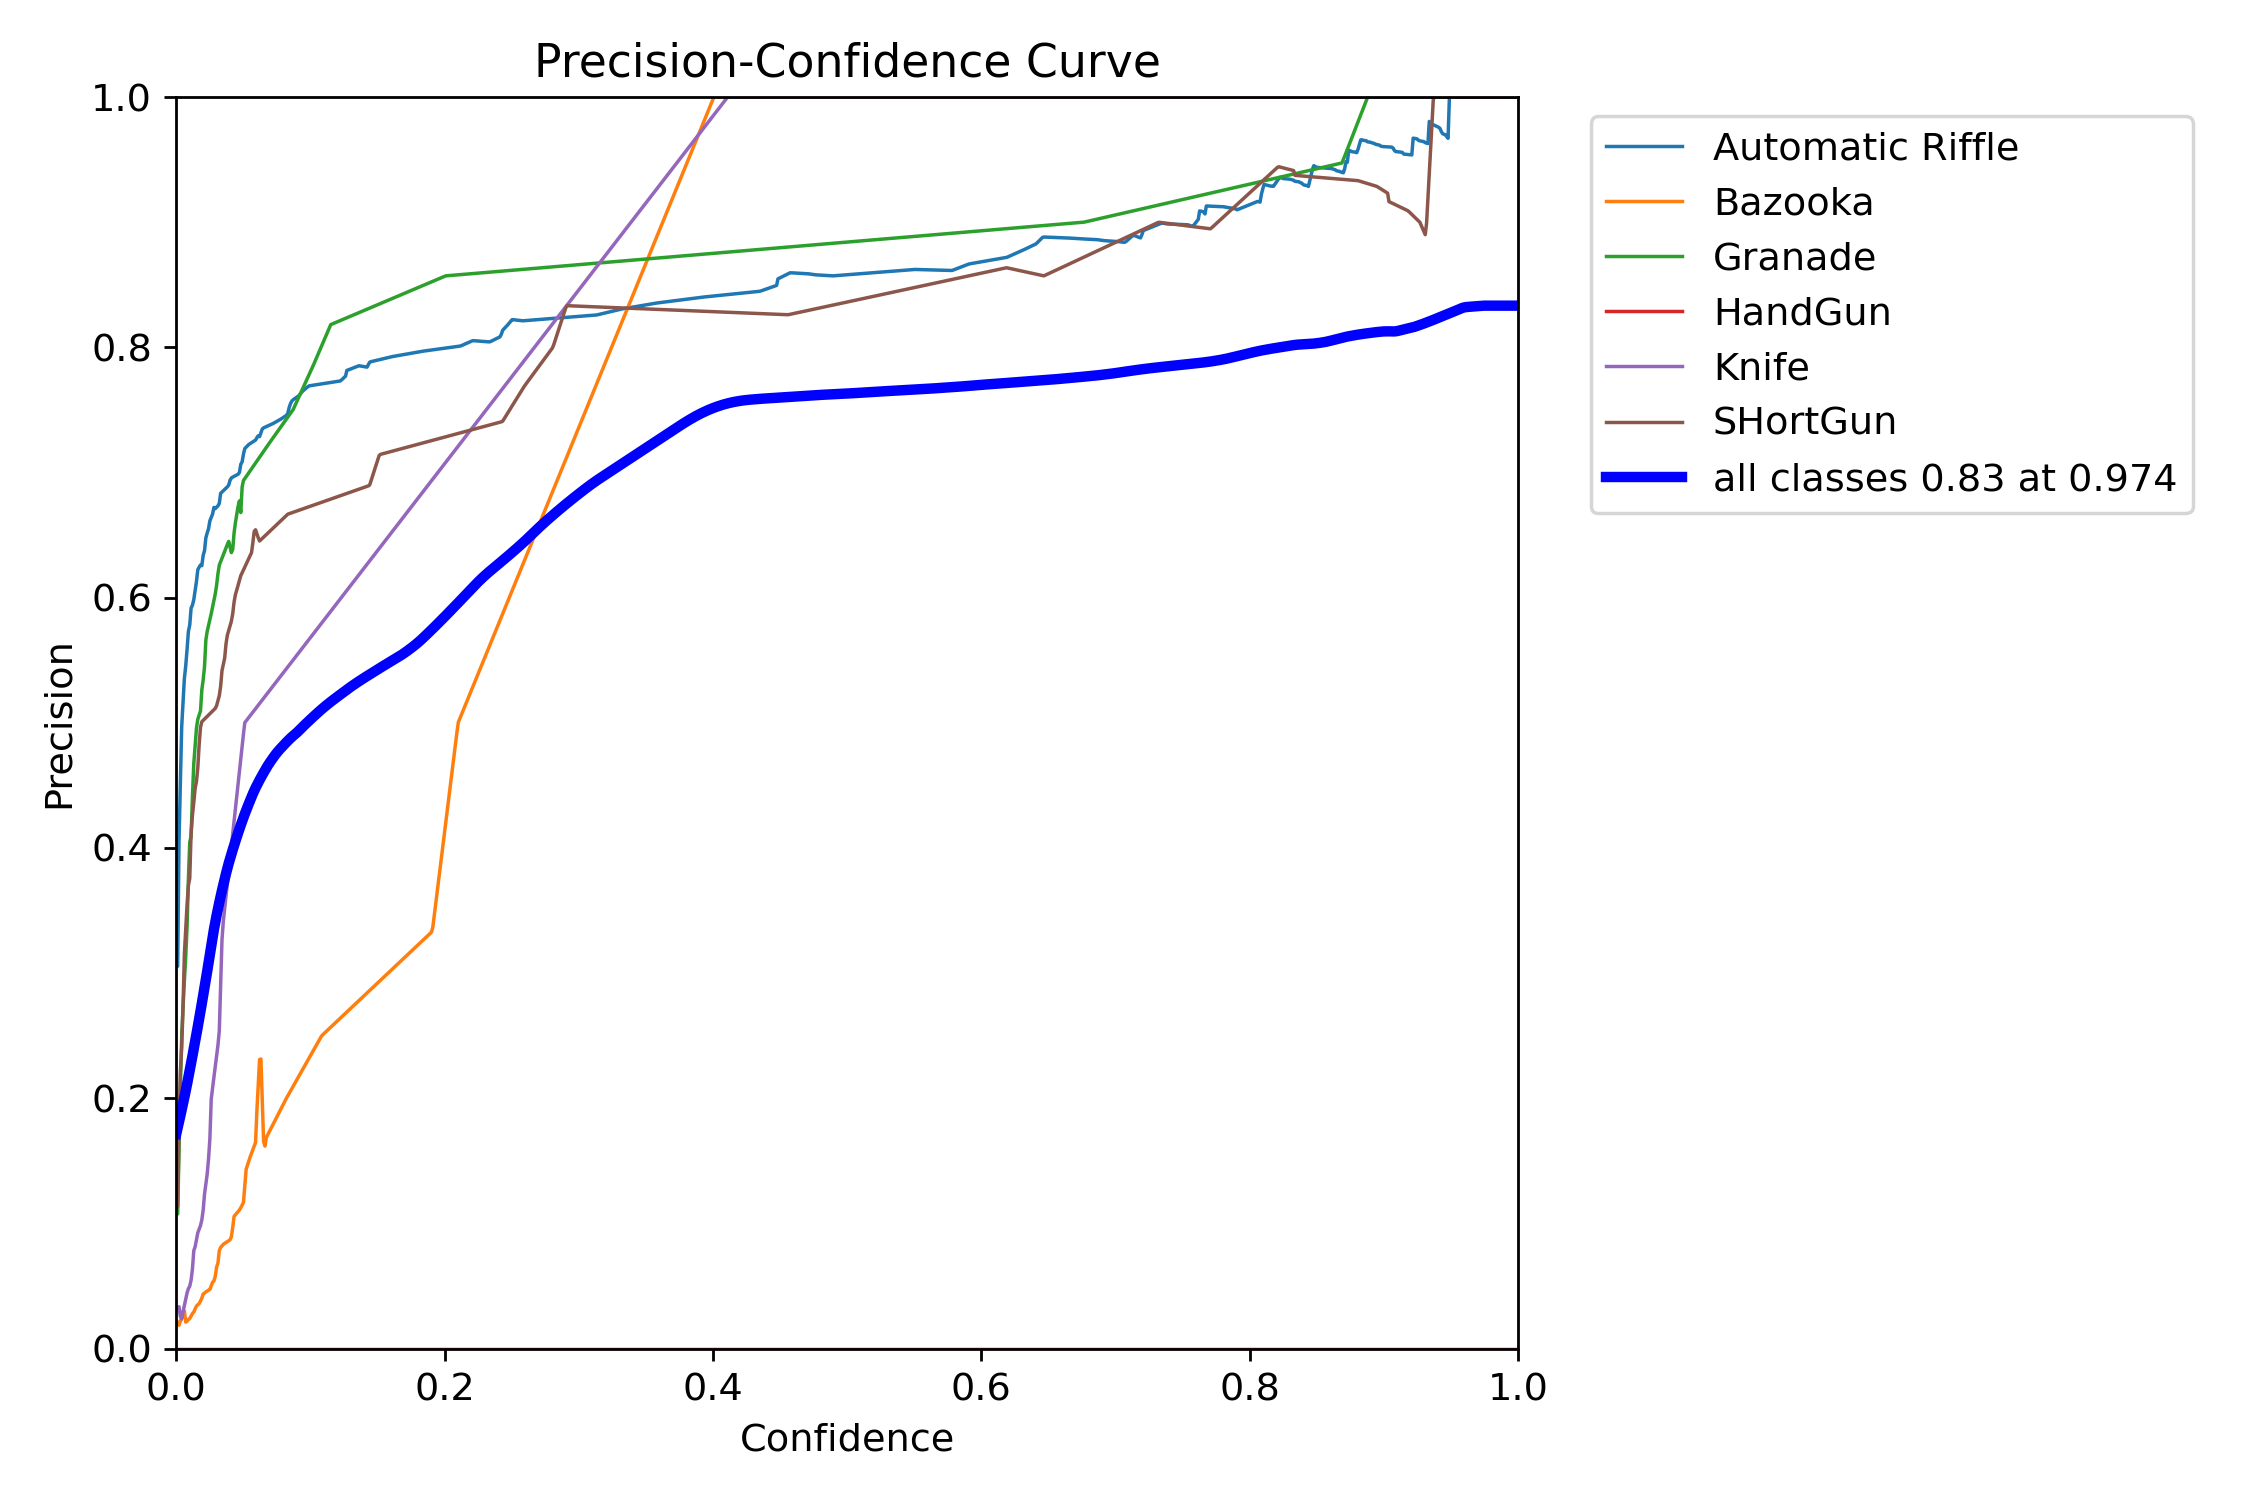 Precision-Confidence Curve
1.0
0.8
0.6
0.4
0.2
0.0
Precision
0.0 0.2 0.4 0.6 0.8 1.0
Confidence
Automatic Riffle
Bazooka
Granade
HandGun
Knife
SHortGun
all classes 0.83 at 0.974